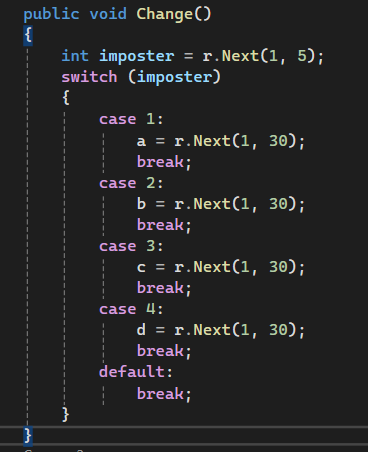 public void Change()
{
int imposter = r.Next(1, 5);
switch (imposter)
{
case 1:
a = r.Next(1, 30);
break;
case 2:
b = r.Next(1, 30);
break;
case 3:
c = r.Next(1, 30);
break;
case 4:
d = r.Next(1, 30);
break;
default:
break;
}
}